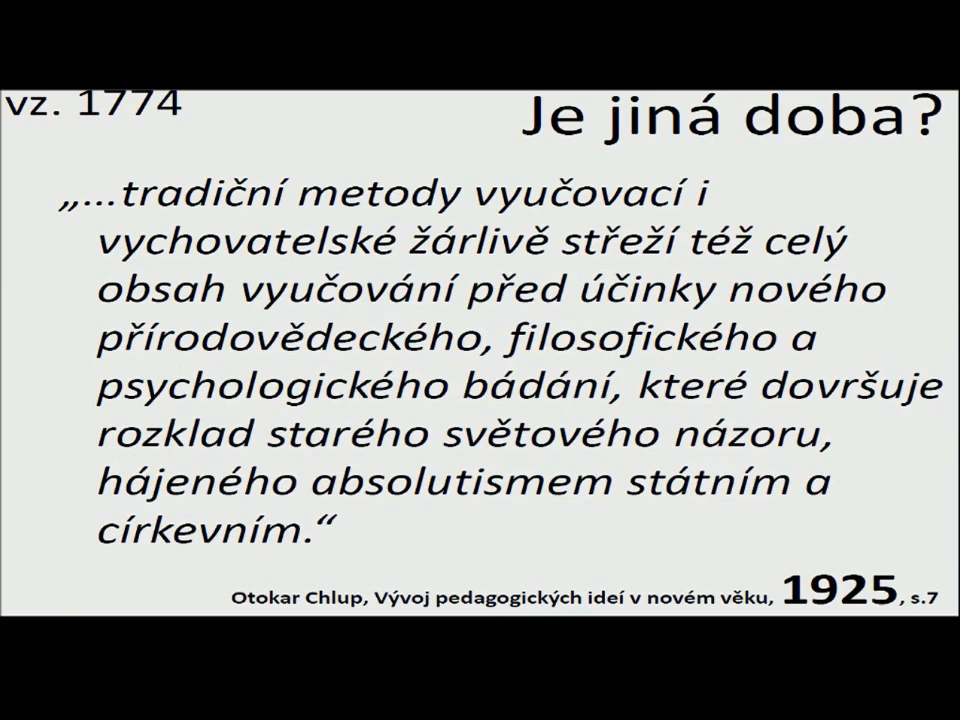 vz. 1774
Je jiná doba?
„...tradiční metody vyučovací i
vychovatelské žárlivě střeží též celý
obsah vyučování před účinky nového
přírodovědeckého, filosofického a
psychologického bádání, které dovršuje
rozklad starého světového názoru,
hájeného absolutismem státním a
církevním.“
Otokar Chlup, Vývoj pedagogických ideí v novém věku, 1925, s.7